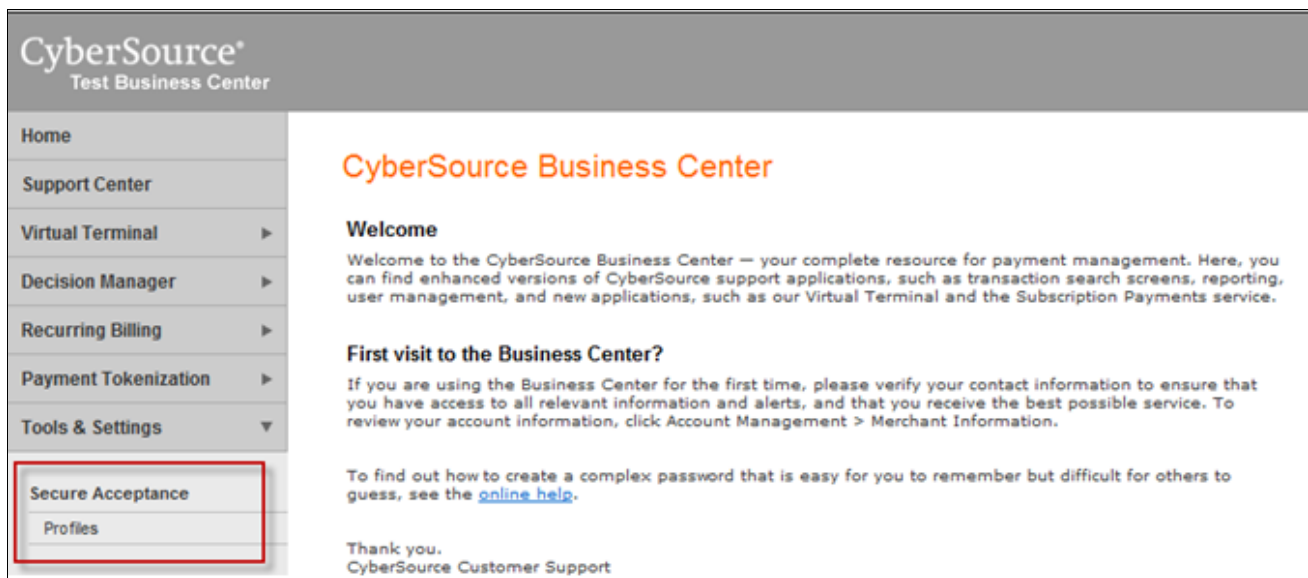 CyberSource®
Test Business Center
Home
Support Center
Virtual Terminal
Decision Manager
Recurring Billing
Payment Tokenization
Tools & Settings
Secure Acceptance
Profiles
CyberSource Business Center
Welcome
Welcome to the CyberSource Business Center — your complete resource for payment management. Here, you
can find enhanced versions of CyberSource support applications, such as transaction search screens, reporting,
user management, and new applications, such as our Virtual Terminal and the Subscription Payments service.
First visit to the Business Center?
If you are using the Business Center for the first time, please verify your contact information to ensure that
you have access to all relevant information and alerts, and that you receive the best possible service. To
review your account information, click Account Management > Merchant Information.
To find out how to create a complex password that is easy for you to remember but difficult for others to
guess, see the online help.
Thank you.
CyberSource Customer Support